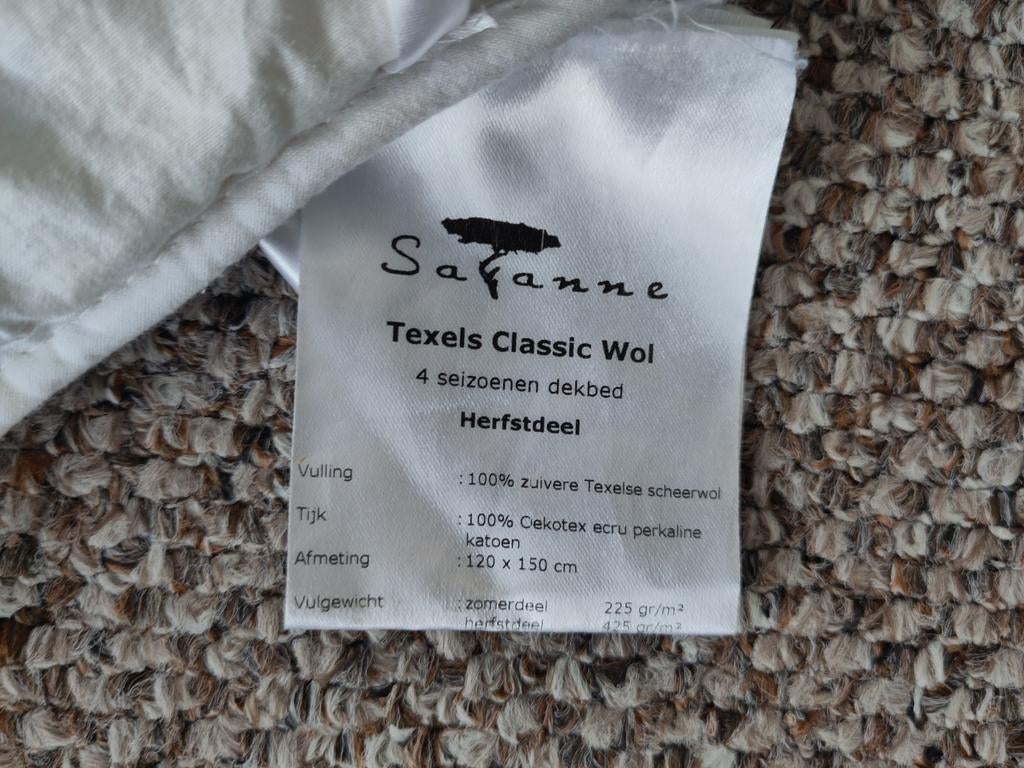 Savanne
Texels Classic Wol
4 seizoenen dekbed
Herfstdeel
Vulling : 100% zuivere Texelse scheerwol
Tijk : 100% Oekotex ecru perkaline
katoen
Afmeting : 120 x 150 cm
Vulgewicht : zomerdeel 225 gr/m²
herfstdeel 425 gr/m²